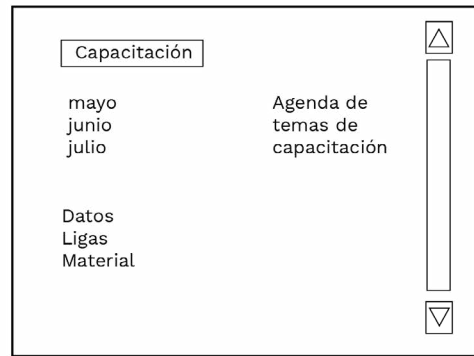 Capacitación
mayo
junio
julio
Agenda de
temas de
capacitación
Datos
Ligas
Material